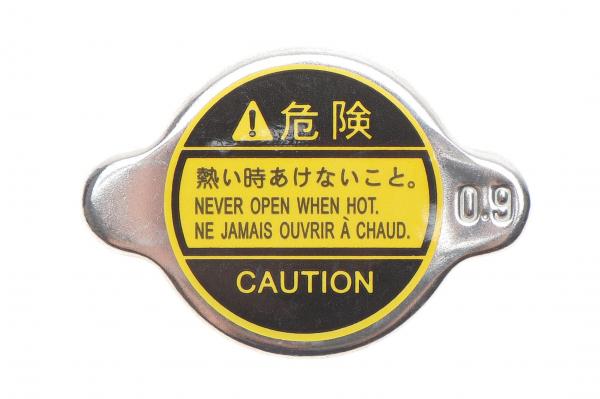 危険
熱い時あけないこと。
NEVER OPEN WHEN HOT.
NE JAMAIS OUVRIR À CHAUD.
0.9
CAUTION